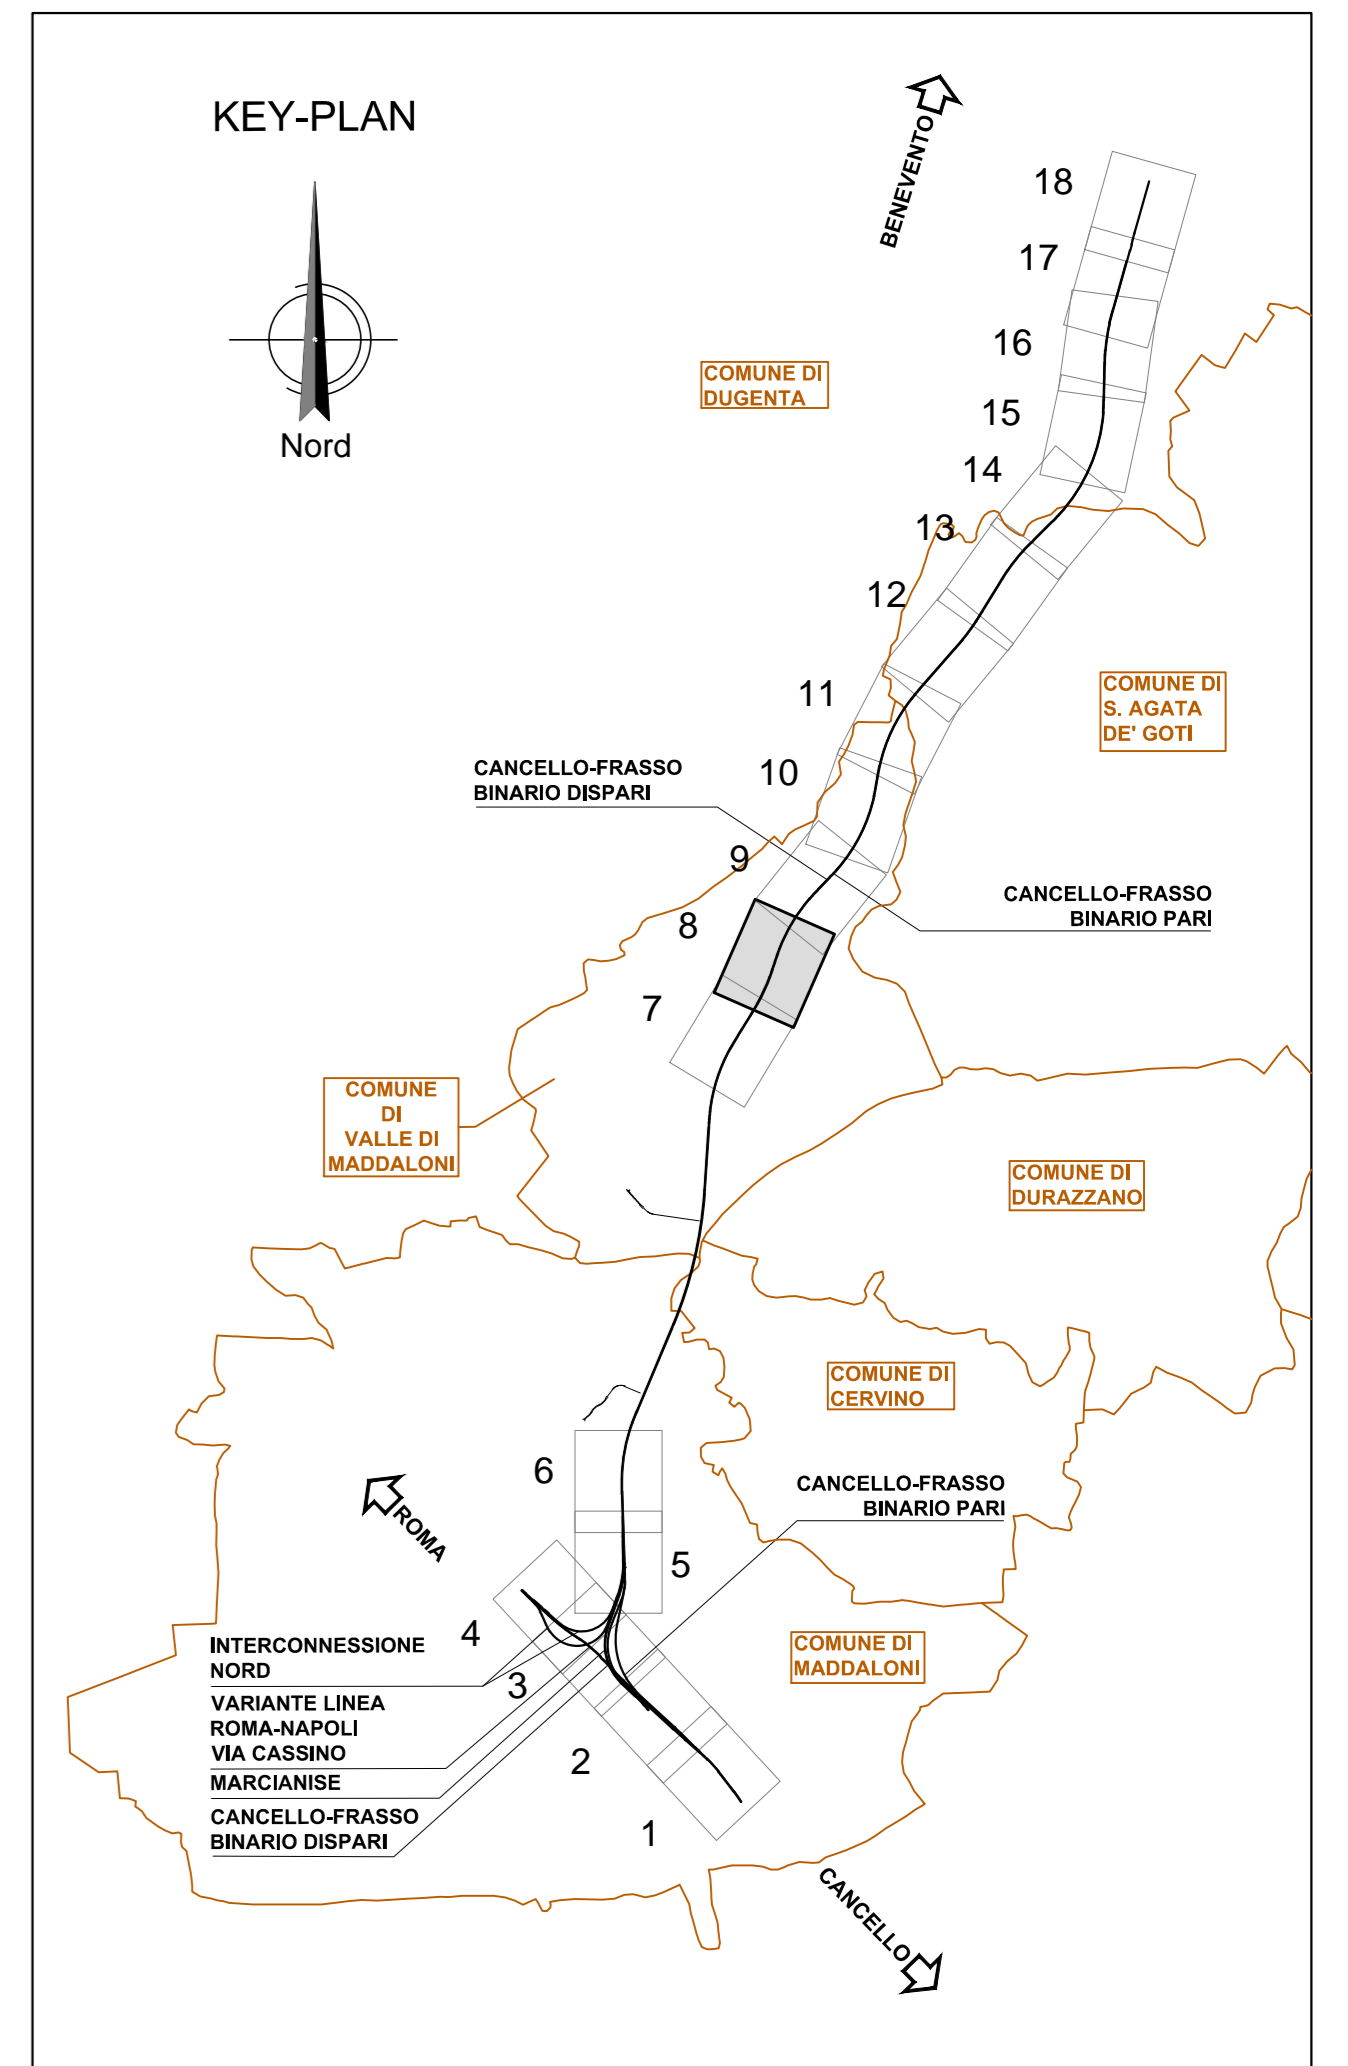 KEY-PLAN
Nord
BENEVENTO
18
17
16
15
14
13
12
11
10
9
8
7
COMUNE DI
DUGENTA
COMUNE DI
S. AGATA
DE' GOTI
CANCELLO-FRASSO
BINARIO DISPARI
CANCELLO-FRASSO
BINARIO PARI
COMUNE
DI
VALLE DI
MADDALONI
COMUNE DI
DURAZZANO
COMUNE DI
CERVINO
6
CANCELLO-FRASSO
BINARIO PARI
ROMA
5
4
3
2
1
INTERCONNESSIONE
NORD
VARIANTE LINEA
ROMA-NAPOLI
VIA CASSINO
MARCIANISE
CANCELLO-FRASSO
BINARIO DISPARI
COMUNE DI
MADDALONI
CANCELLO